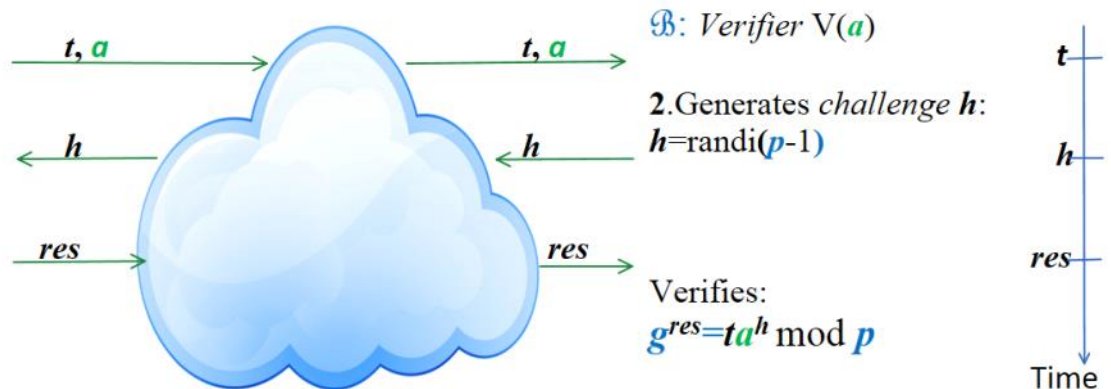 t, a
t, a
ℬ: Verifier V(a)
t
2.Generates challenge h:
h
h
h=randi(p-1)
h
res
res
res
Verifies:
g^res=ta^h mod p
Time